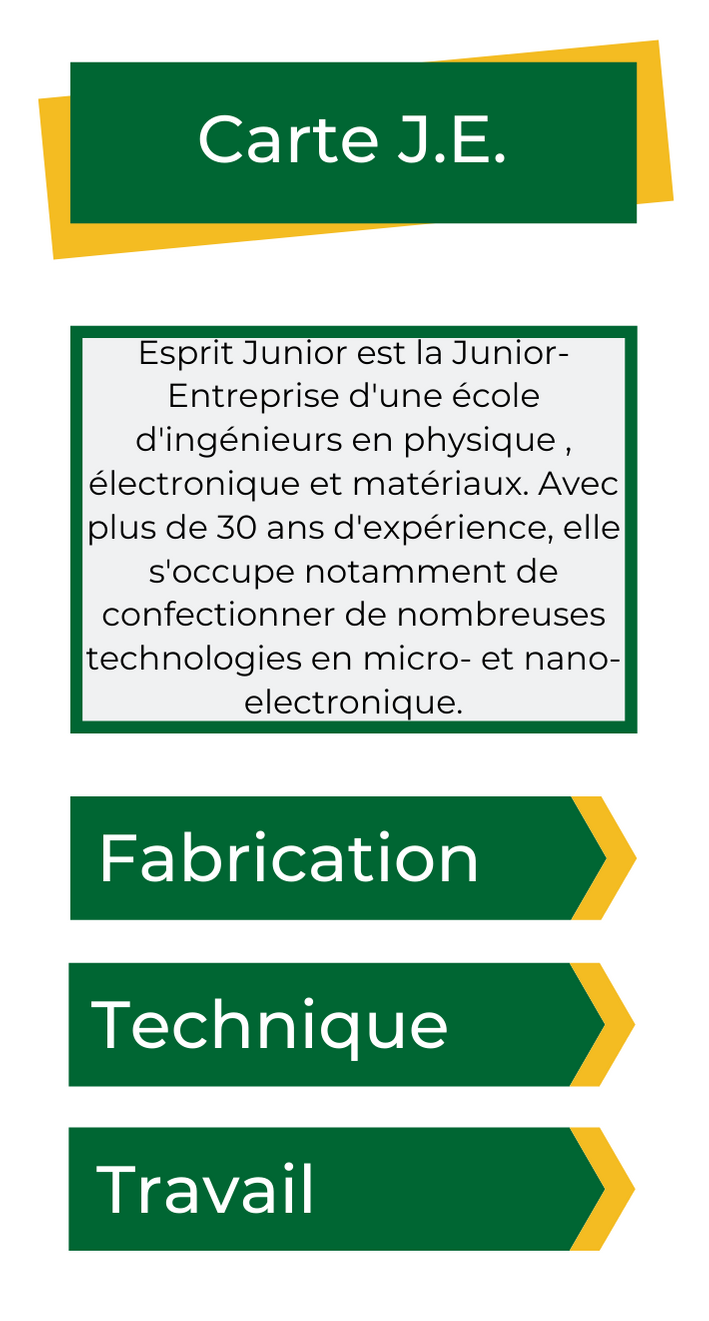 Carte J.E.
Esprit Junior est la Junior-
Entreprise d'une école
d'ingénieurs en physique ,
électronique et matériaux. Avec
plus de 30 ans d'expérience, elle
s'occupe notamment de
confectionner de nombreuses
technologies en micro- et nano-
electronique.
Fabrication
Technique
Travail